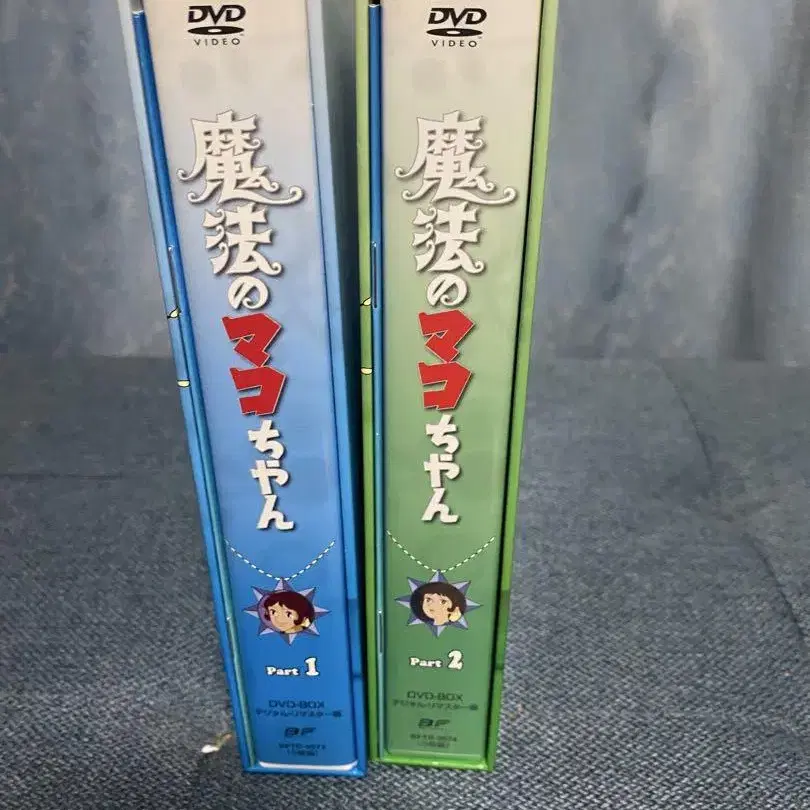 DVD
VIDEO
魔法の
マコ
ちゃん
Part 1
DVD-BOX
デジタルリマスター版
DVD
VIDEO
魔法の
マコ
ちゃん
Part 2
DVD-BOX
デジタルリマスター版